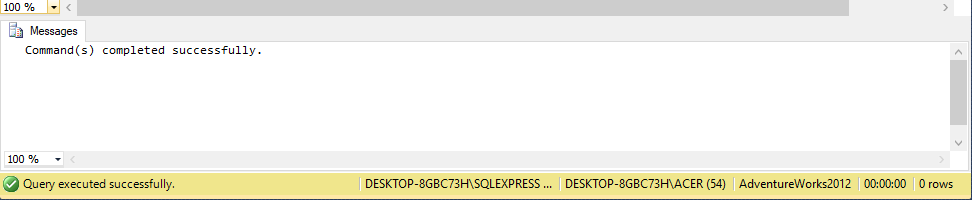 100 %
Messages
Command(s) completed successfully.
100 %
Query executed successfully. DESKTOP-8GBC73H\SQLEXPRESS ... DESKTOP-8GBC73H\ACER (54) AdventureWorks2012 00:00:00 0 rows